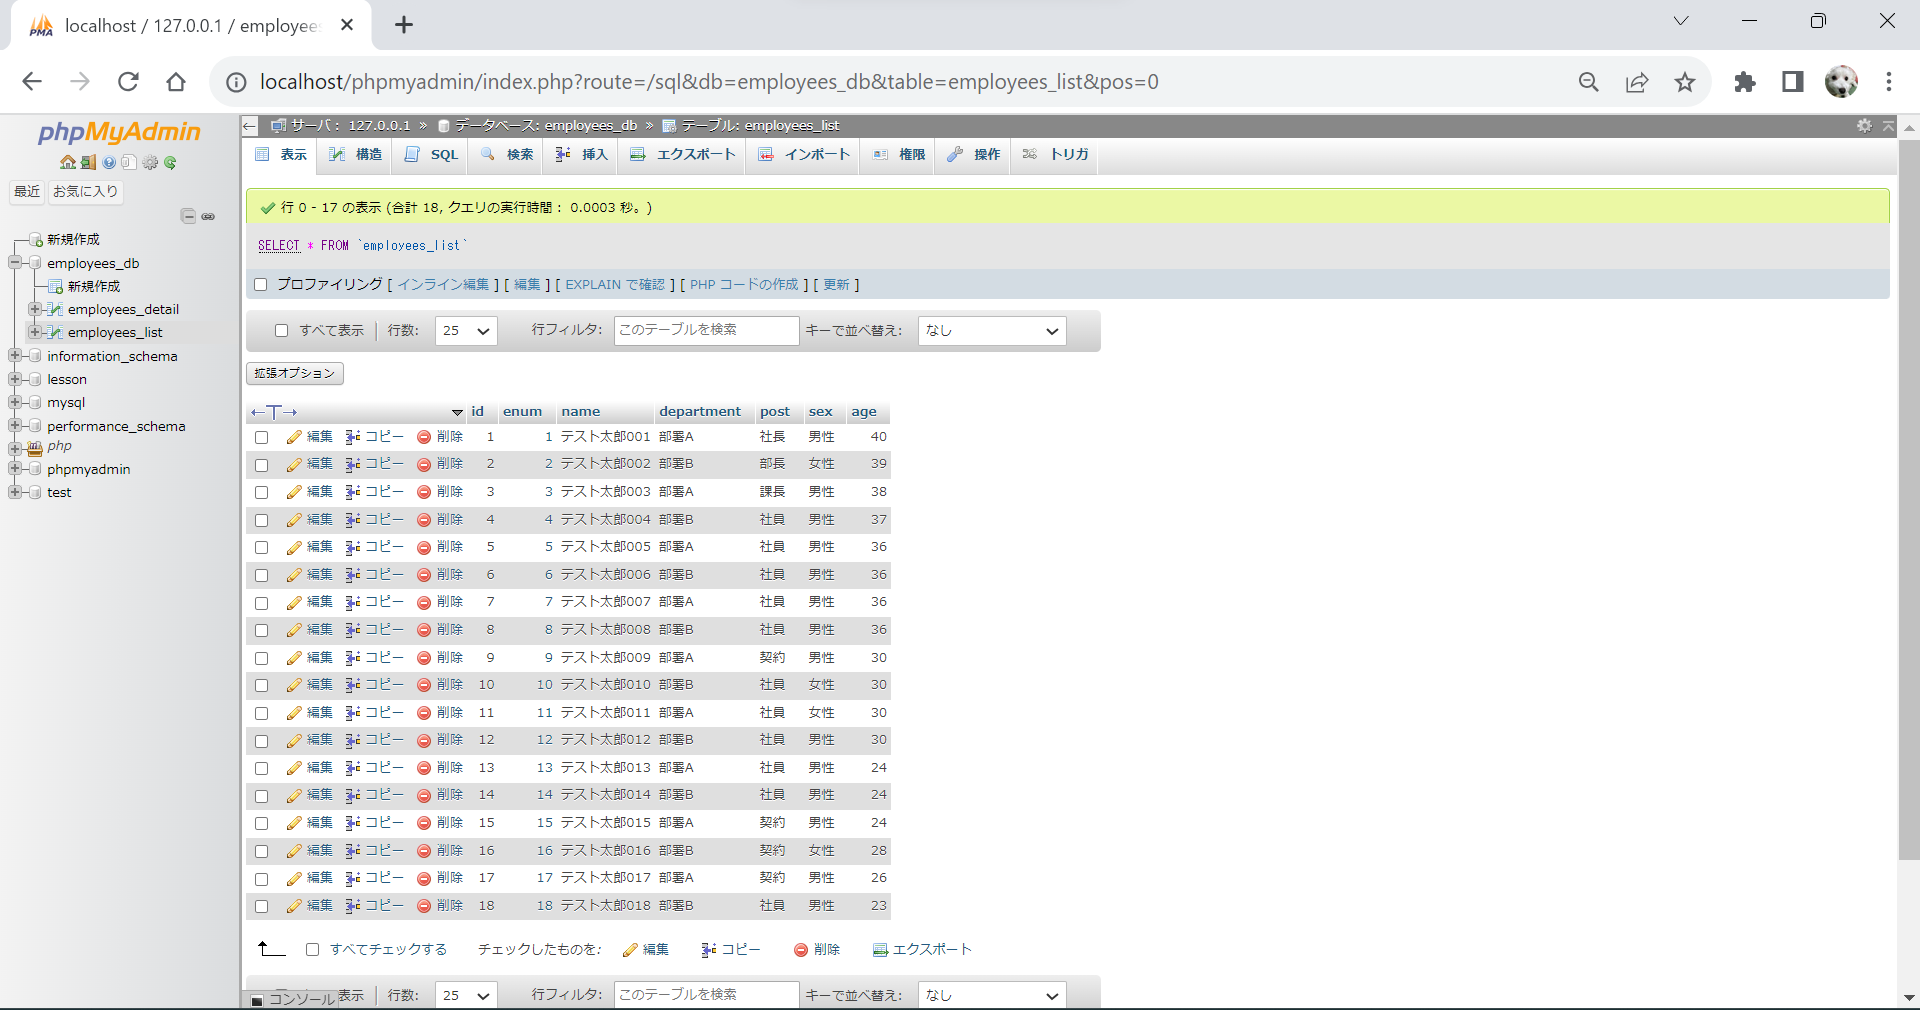 localhost / 127.0.0.1 / employees
localhost/phpmyadmin/index.php?route=/sql&db=employees_db&table=employees_list&pos=0
phpMyAdmin
最近 お気に入り
新規作成
employees_db
新規作成
employees_detail
employees_list
information_schema
lesson
mysql
performance_schema
php
phpmyadmin
test
サーバ: 127.0.0.1 » データベース: employees_db » テーブル: employees_list
表示 構造 SQL 検索 挿入 エクスポート インポート 権限 操作 トリガ
行 0 - 17 の表示 (合計 18, クエリの実行時間: 0.0003 秒。)
SELECT * FROM `employees_list`
プロファイリング [ インライン編集 ] [ 編集 ] [ EXPLAIN で確認 ] [ PHP コードの作成 ] [ 更新 ]
すべて表示 行数: 25 行フィルタ: このテーブルを検索 キーで並べ替え: なし
拡張オプション
←T→ id enum name department post sex age
編集 コピー 削除 1 1 テスト太郎001 部署A 社長 男性 40
編集 コピー 削除 2 2 テスト太郎002 部署B 部長 女性 39
編集 コピー 削除 3 3 テスト太郎003 部署A 課長 男性 38
編集 コピー 削除 4 4 テスト太郎004 部署B 社員 男性 37
編集 コピー 削除 5 5 テスト太郎005 部署A 社員 男性 36
編集 コピー 削除 6 6 テスト太郎006 部署B 社員 男性 36
編集 コピー 削除 7 7 テスト太郎007 部署A 社員 男性 36
編集 コピー 削除 8 8 テスト太郎008 部署B 社員 男性 36
編集 コピー 削除 9 9 テスト太郎009 部署A 契約 男性 30
編集 コピー 削除 10 10 テスト太郎010 部署B 社員 女性 30
編集 コピー 削除 11 11 テスト太郎011 部署A 社員 女性 30
編集 コピー 削除 12 12 テスト太郎012 部署B 社員 男性 30
編集 コピー 削除 13 13 テスト太郎013 部署A 社員 男性 24
編集 コピー 削除 14 14 テスト太郎014 部署B 社員 男性 24
編集 コピー 削除 15 15 テスト太郎015 部署A 契約 男性 24
編集 コピー 削除 16 16 テスト太郎016 部署B 契約 女性 28
編集 コピー 削除 17 17 テスト太郎017 部署A 契約 男性 26
編集 コピー 削除 18 18 テスト太郎018 部署B 社員 男性 23
すべてチェックする チェックしたものを: 編集 コピー 削除 エクスポート
コンソール 表示 行数: 25 行フィルタ: このテーブルを検索 キーで並べ替え: なし